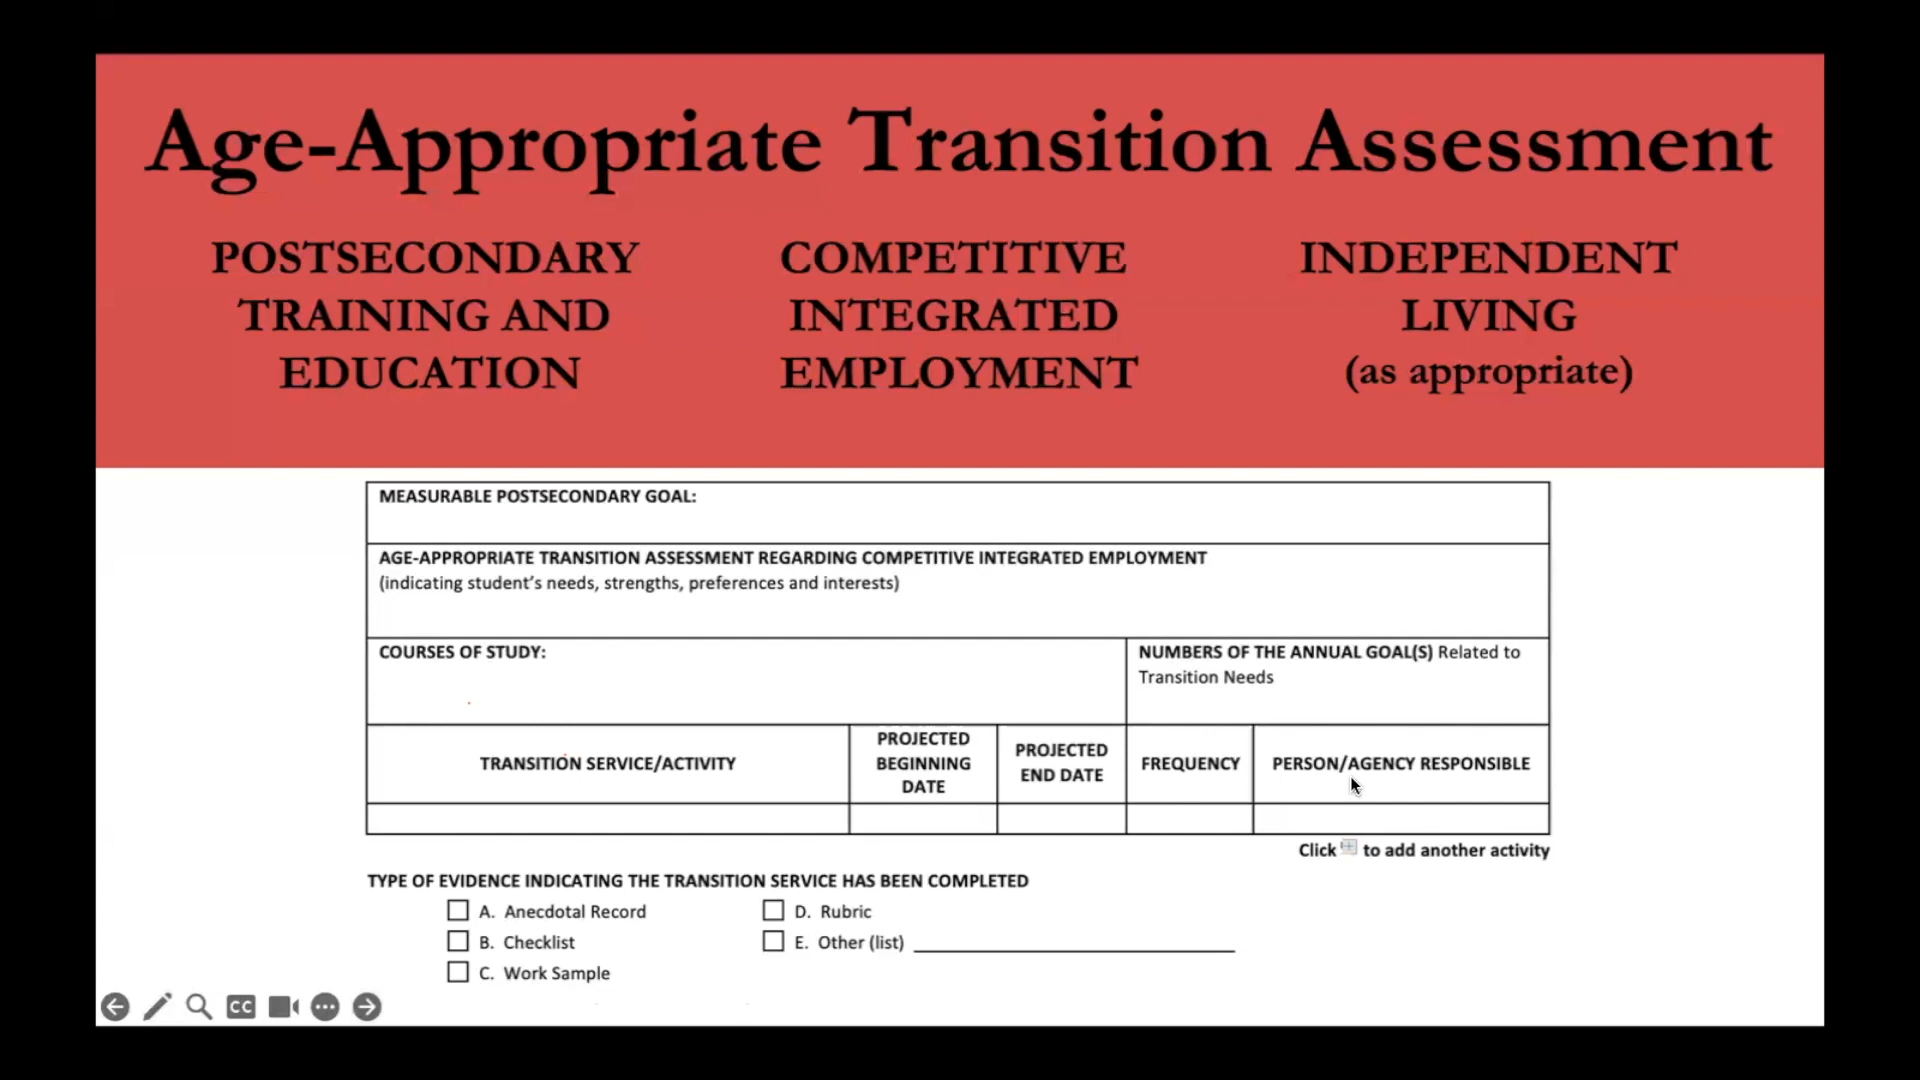 Age-Appropriate Transition Assessment
POSTSECONDARY
TRAINING AND
EDUCATION
COMPETITIVE
INTEGRATED
EMPLOYMENT
INDEPENDENT
LIVING
(as appropriate)
MEASURABLE POSTSECONDARY GOAL:
AGE-APPROPRIATE TRANSITION ASSESSMENT REGARDING COMPETITIVE INTEGRATED EMPLOYMENT
(indicating student's needs, strengths, preferences and interests)
COURSES OF STUDY:
NUMBERS OF THE ANNUAL GOAL(S) Related to
Transition Needs
TRANSITION SERVICE/ACTIVITY
PROJECTED
BEGINNING
DATE
PROJECTED
END DATE
FREQUENCY
PERSON/AGENCY RESPONSIBLE
Click to add another activity
TYPE OF EVIDENCE INDICATING THE TRANSITION SERVICE HAS BEEN COMPLETED
A. Anecdotal Record
B. Checklist
C. Work Sample
D. Rubric
E. Other (list)
CC